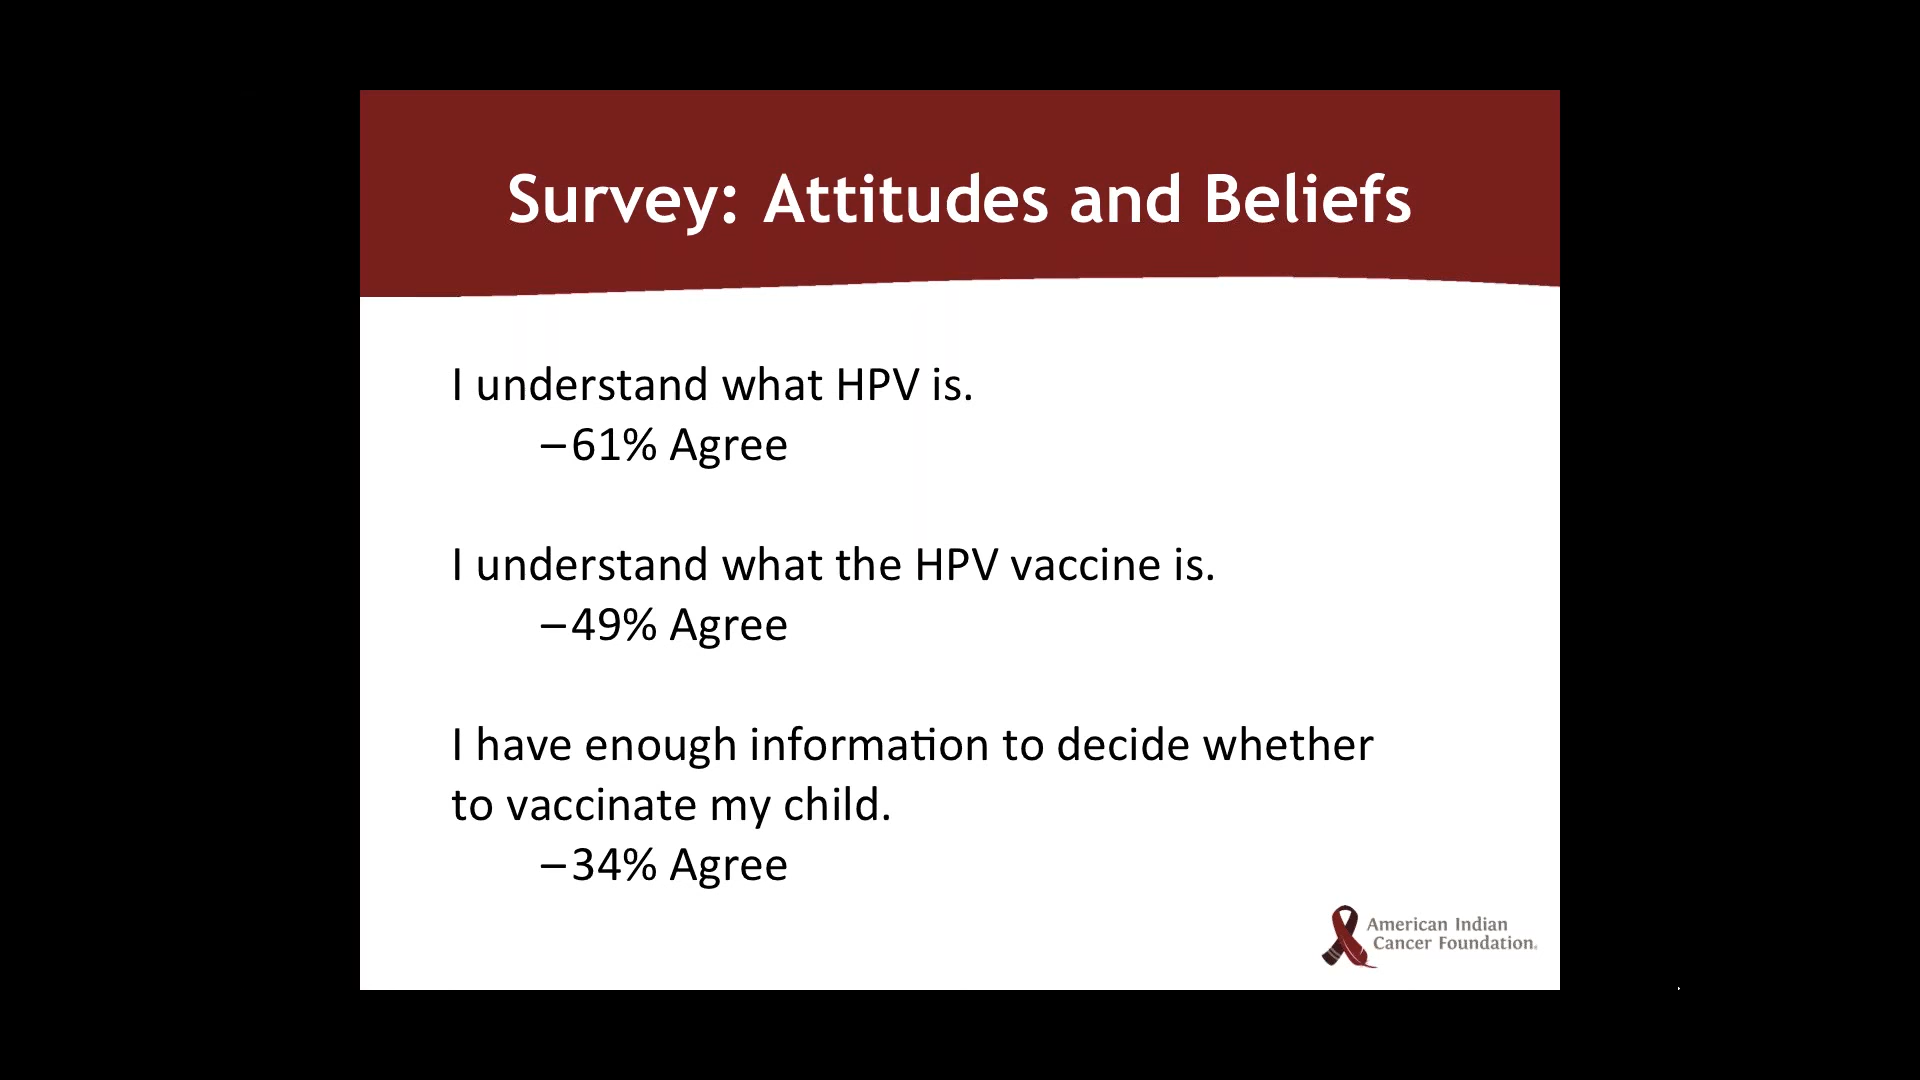 Survey: Attitudes and Beliefs
I understand what HPV is.
–61% Agree
I understand what the HPV vaccine is.
–49% Agree
I have enough information to decide whether
to vaccinate my child.
–34% Agree
American Indian
Cancer Foundation.